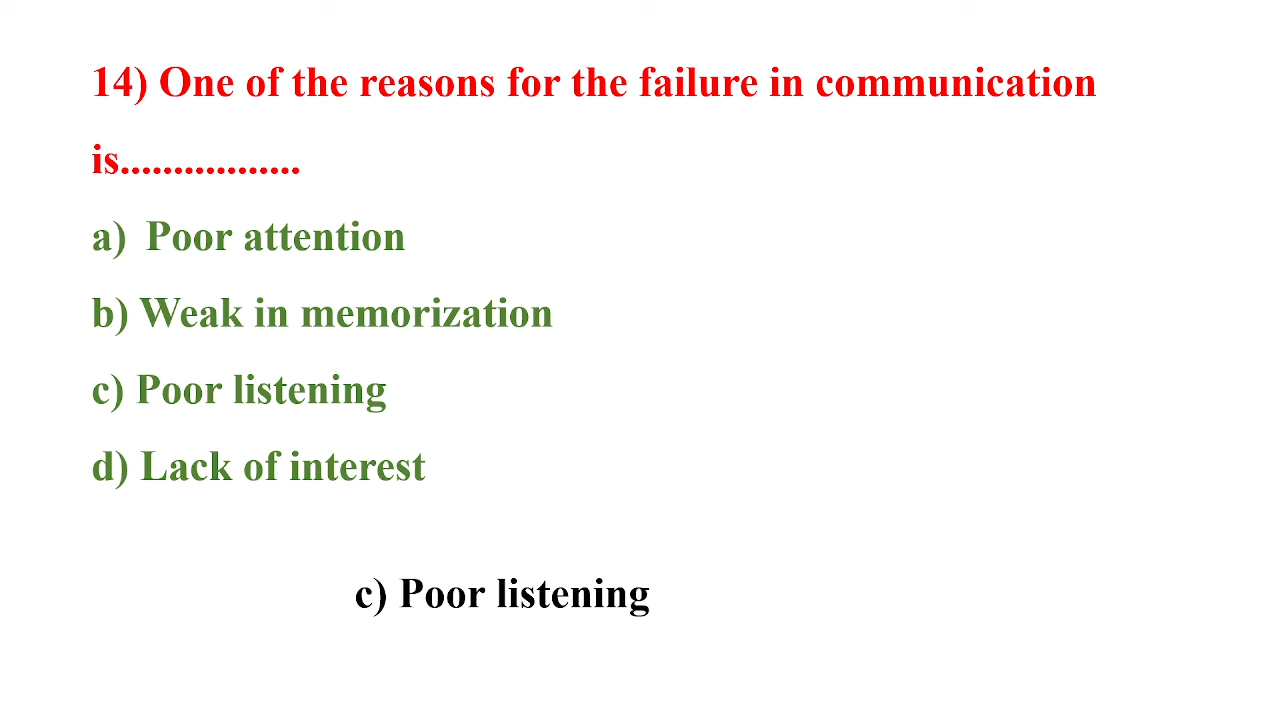 14) One of the reasons for the failure in communication
is.................
a) Poor attention
b) Weak in memorization
c) Poor listening
d) Lack of interest
c) Poor listening